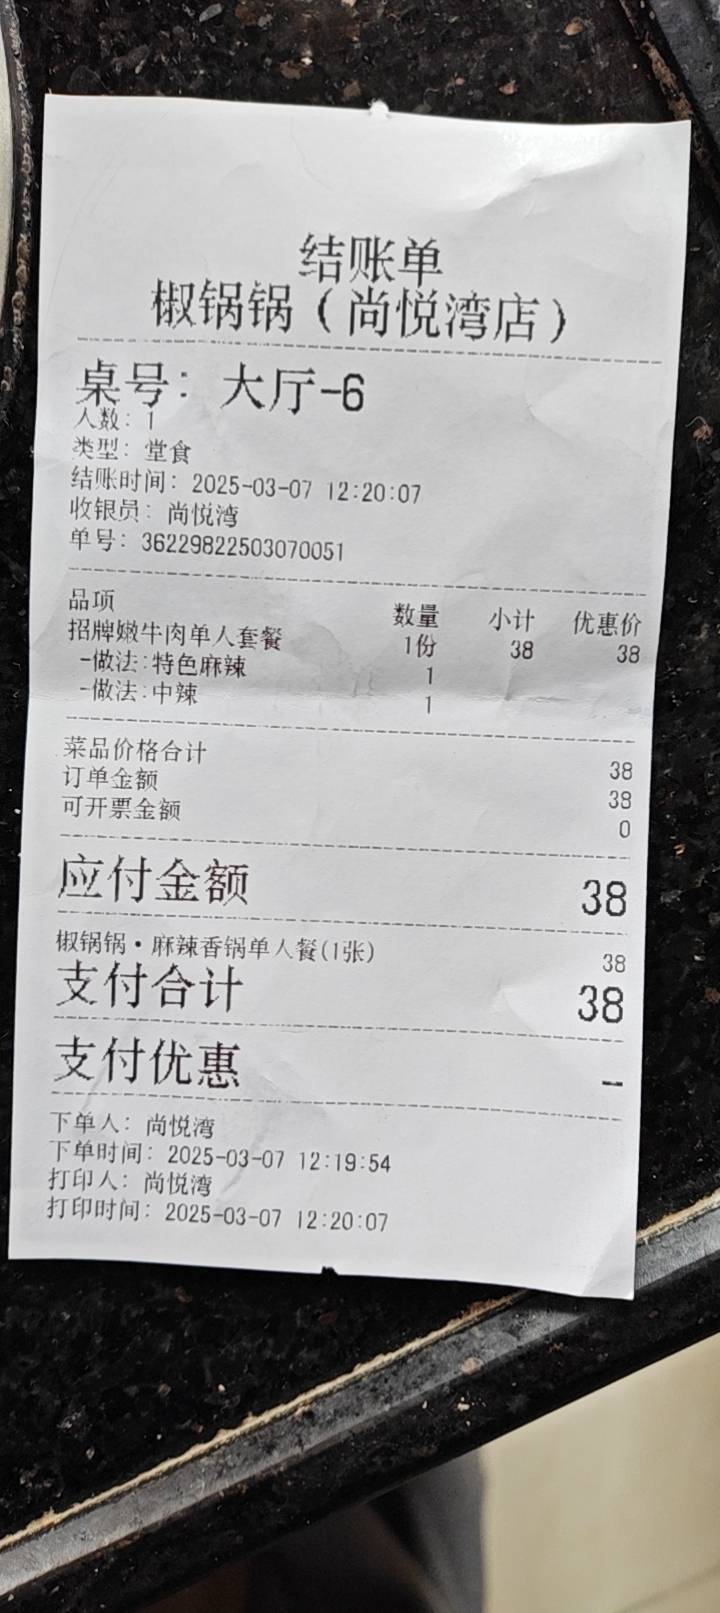 结账单
椒锅锅（尚悦湾店）
桌号：大厅-6
人数：1
类型：堂食
结账时间：2025-03-07 12:20:07
收银员：尚悦湾
单号：36229822503070051
品项 数量 小计 优惠价
招牌嫩牛肉单人套餐 1份 38 38
-做法:特色麻辣 1
-做法:中辣 1
菜品价格合计 38
订单金额 38
可开票金额 0
应付金额 38
椒锅锅•麻辣香锅单人餐(1张) 38
支付合计 38
支付优惠 -
下单人：尚悦湾
下单时间：2025-03-07 12:19:54
打印人：尚悦湾
打印时间：2025-03-07 12:20:07